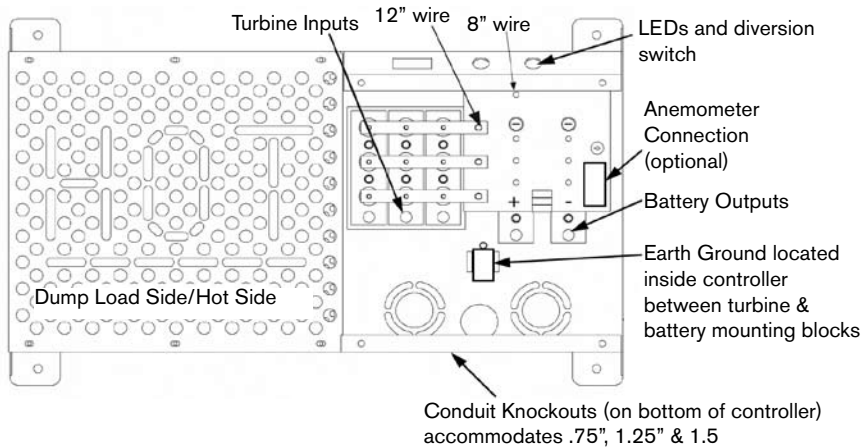 Turbine Inputs
12” wire
8” wire
LEDs and diversion
switch
Anemometer
Connection
(optional)
+
-
Battery Outputs
Earth Ground located
inside controller
between turbine &
battery mounting blocks
Dump Load Side/Hot Side
Conduit Knockouts (on bottom of controller)
accommodates .75”, 1.25” & 1.5